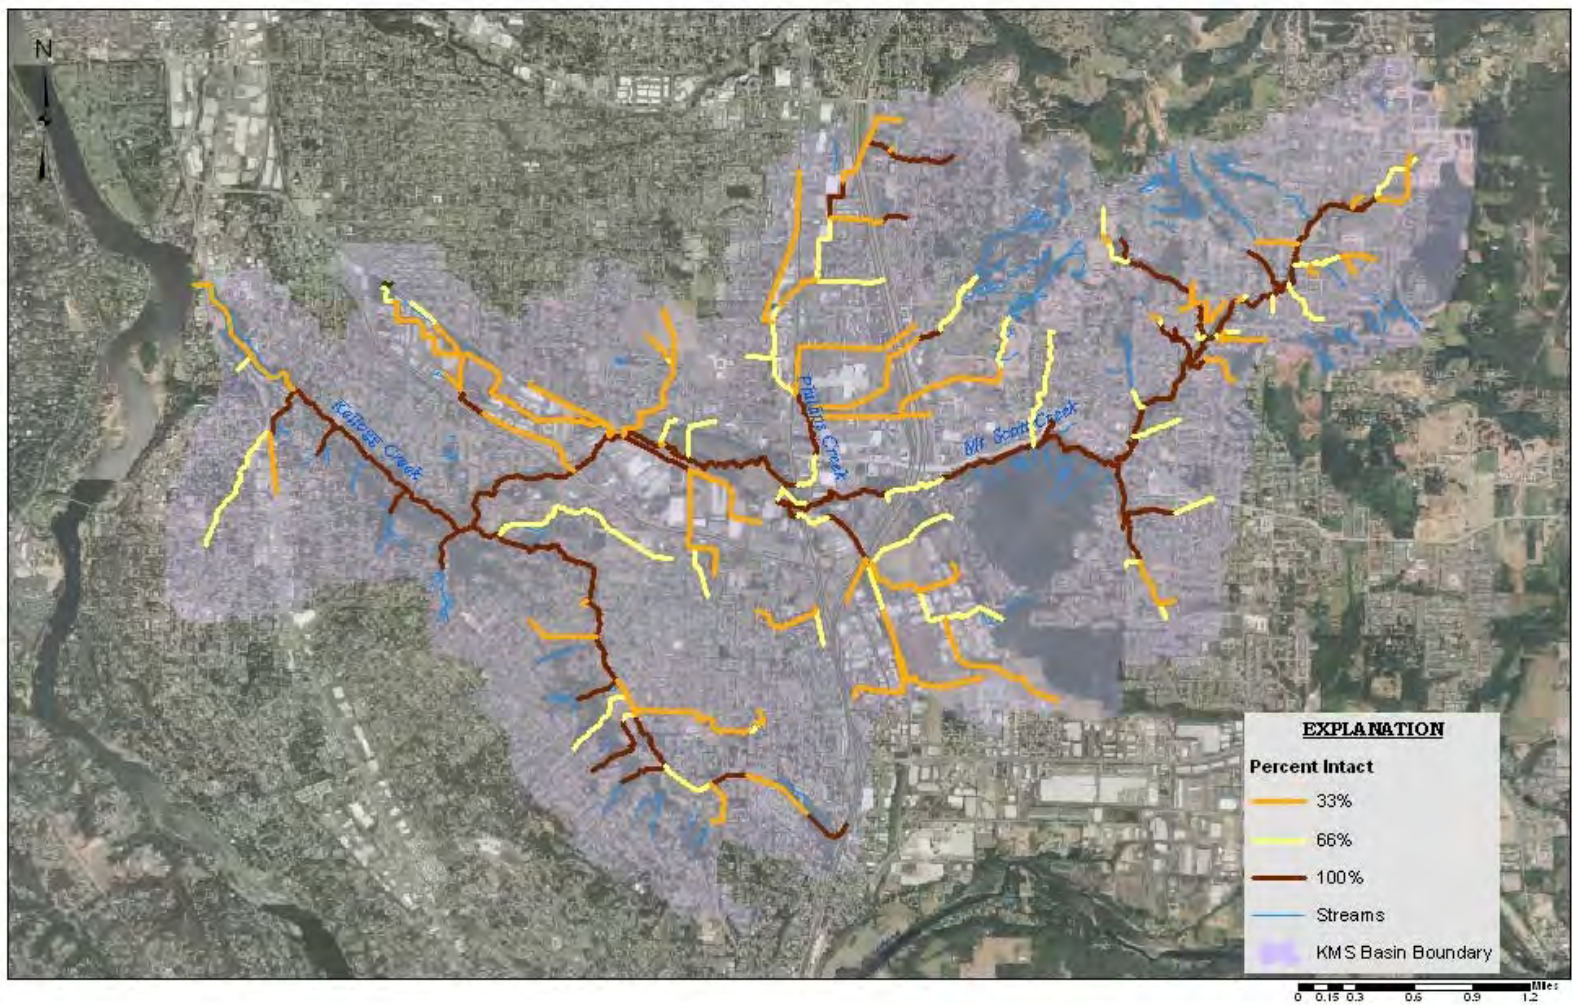 N
Kellogg Creek
Phillips Creek
Mt. Scott Creek
EXPLANATION
Percent Intact
33%
66%
100%
Streams
KMS Basin Boundary
Miles
0 0.15 0.3 0.6 0.9 1.2